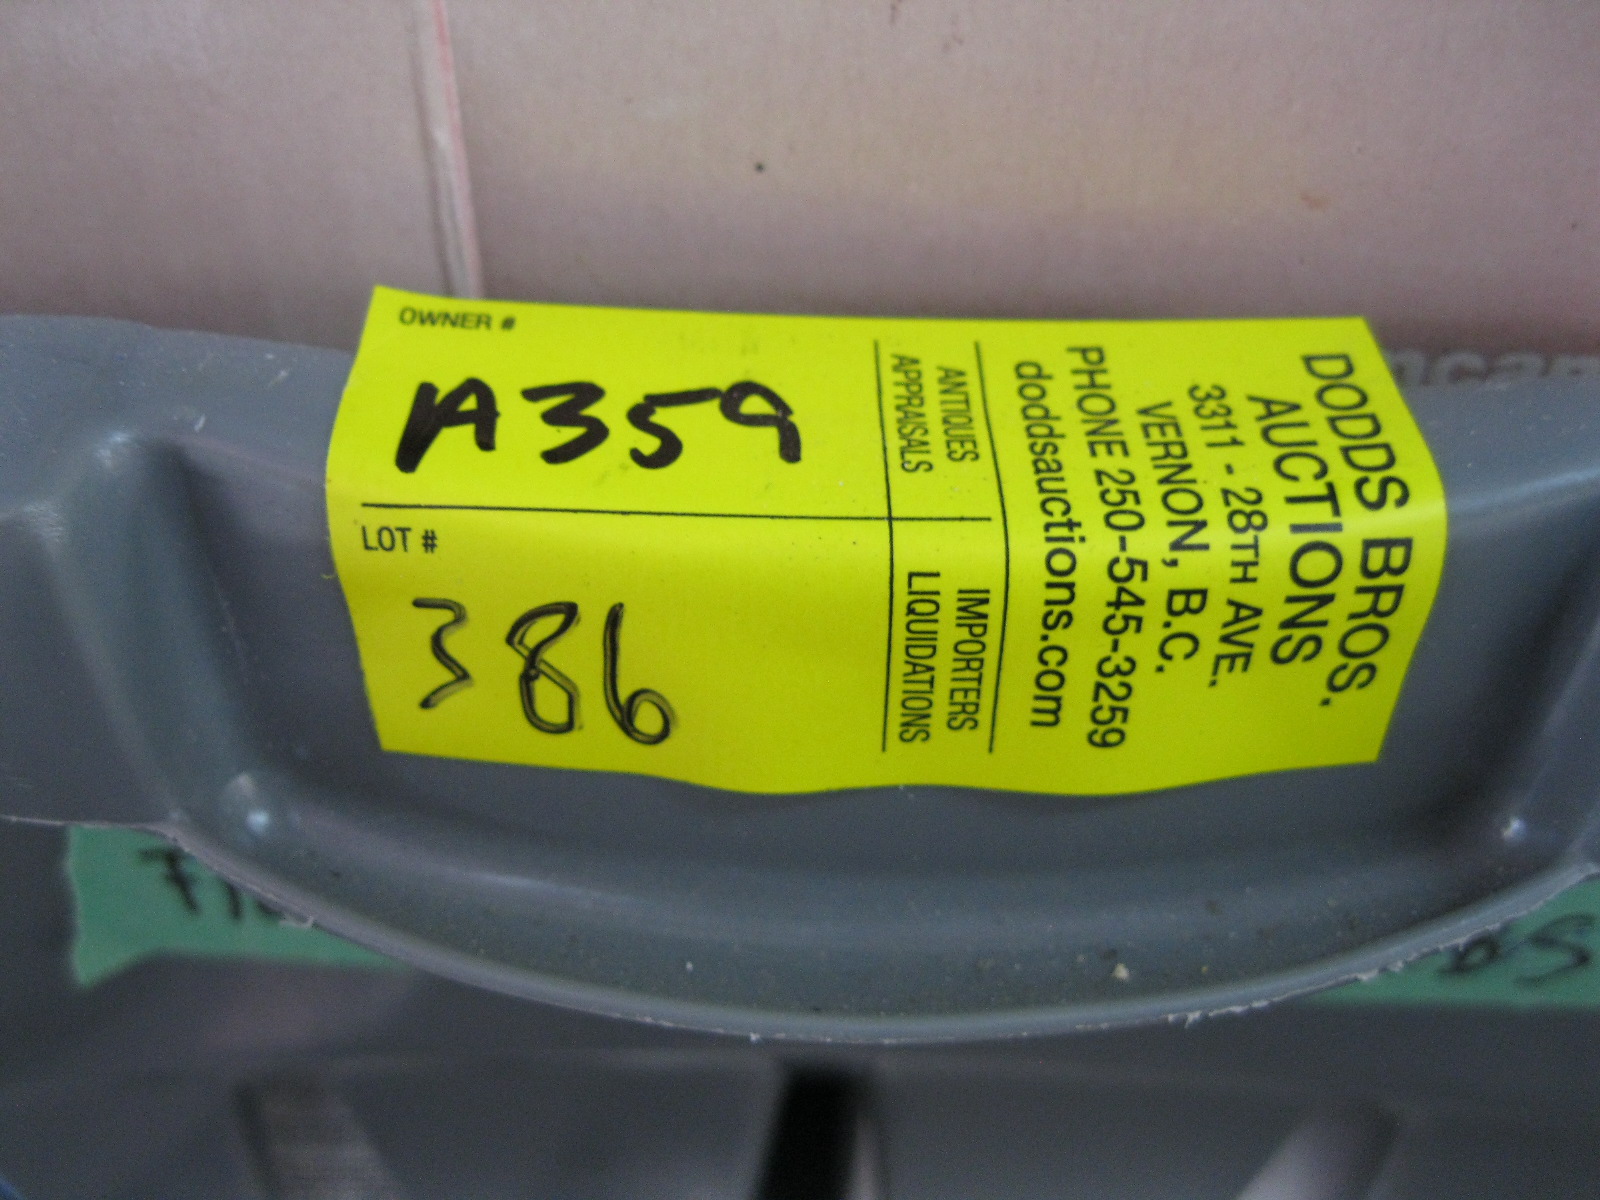 OWNER #
A359
LOT #
386
ANTIQUES
APPRAISALS
IMPORTERS
LIQUIDATIONS
DODDS BROS.
AUCTIONS
3311 - 28TH AVE.
VERNON, B.C.
PHONE 250-545-3259
doddsauctions.com